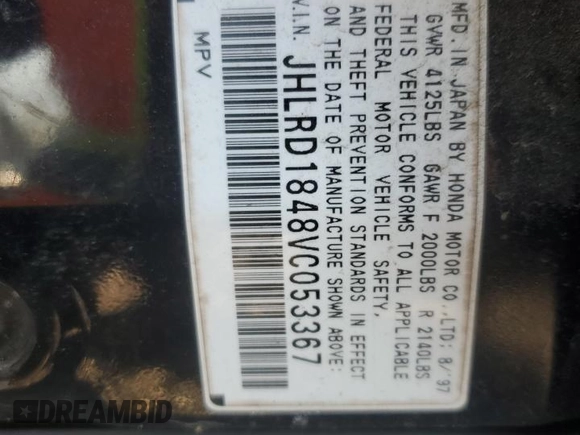 MFD. IN JAPAN BY HONDA MOTOR CO.,LTD; 8/'97
GVWR 4125LBS GAWR F 2000LBS R 2140LBS
THIS VEHICLE CONFORMS TO ALL APPLICABLE
FEDERAL MOTOR VEHICLE SAFETY,
AND THEFT PREVENTION STANDARDS IN EFFECT
ON THE DATE OF MANUFACTURE SHOWN ABOVE:
V.I.N. JHLRD1848VC053367
MPV
DREAMBID